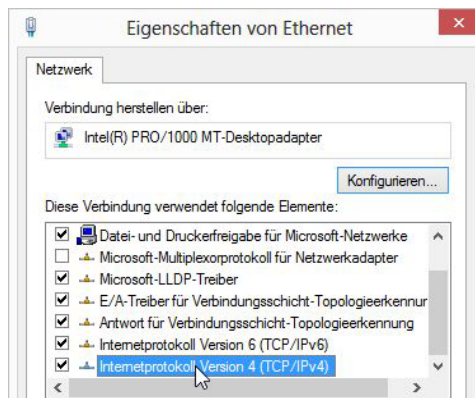 Eigenschaften von Ethernet
Netzwerk
Verbindung herstellen über:
Intel(R) PRO/1000 MT-Desktopadapter
Konfigurieren...
Diese Verbindung verwendet folgende Elemente:
Datei- und Druckerfreigabe für Microsoft-Netzwerke
Microsoft-Multiplexorprotokoll für Netzwerkadapter
Microsoft-LLDP-Treiber
E/A-Treiber für Verbindungsschicht-Topologieerkennur
Antwort für Verbindungsschicht-Topologieerkennung
Internetprotokoll Version 6 (TCP/IPv6)
Internetprotokoll Version 4 (TCP/IPv4)